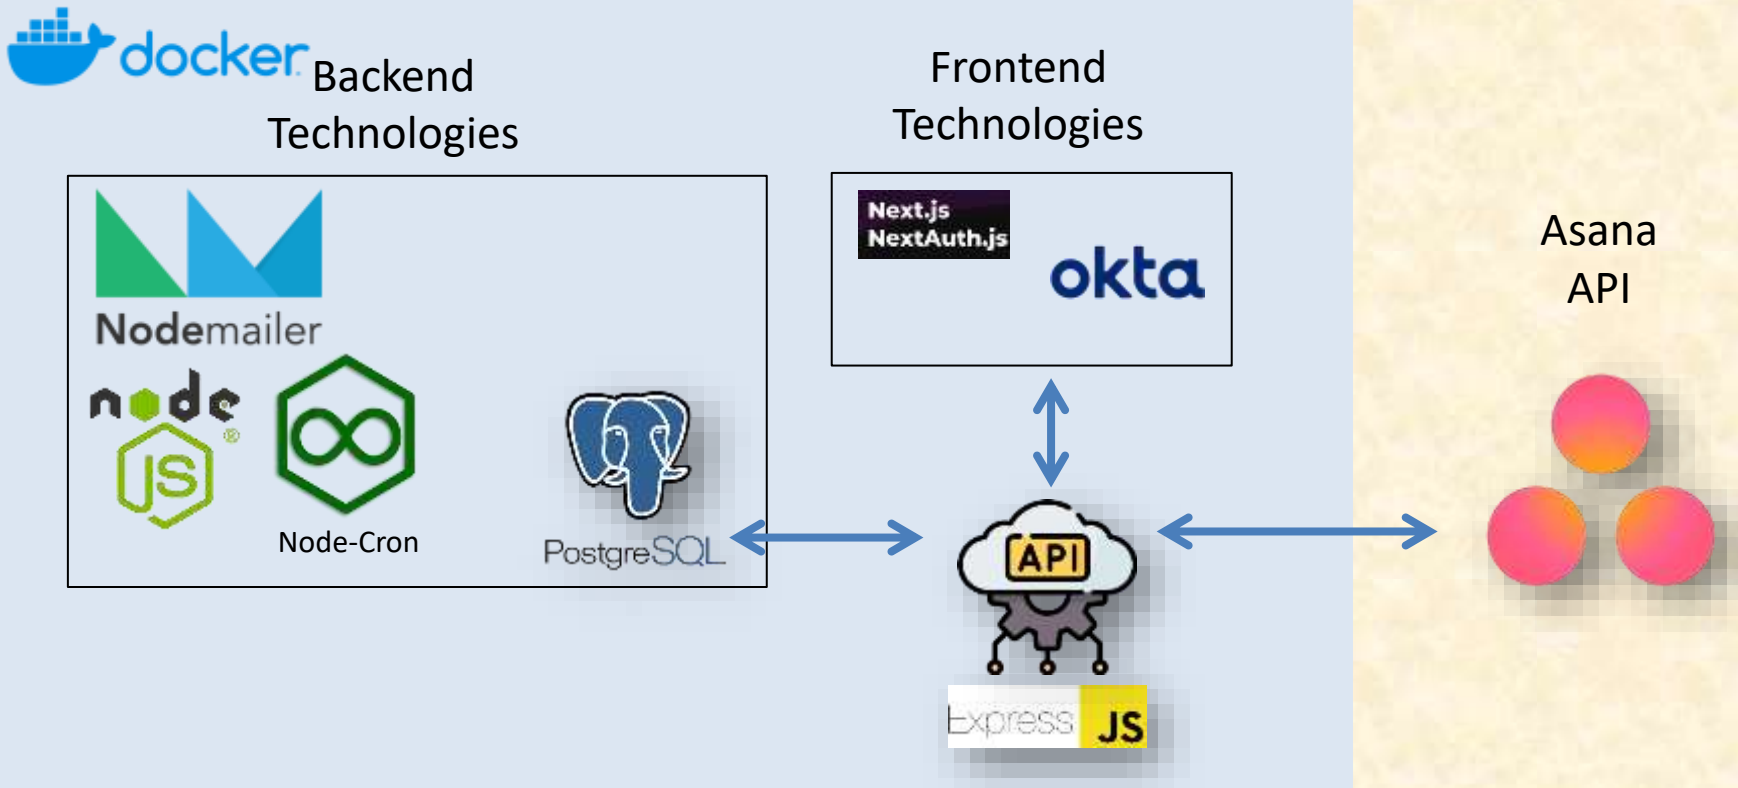 docker
Backend
Technologies
Frontend
Technologies
Nodemailer
node
JS
®
Node-Cron
PostgreSQL
Next.js
NextAuth.js
okta
API
Express JS
Asana
API